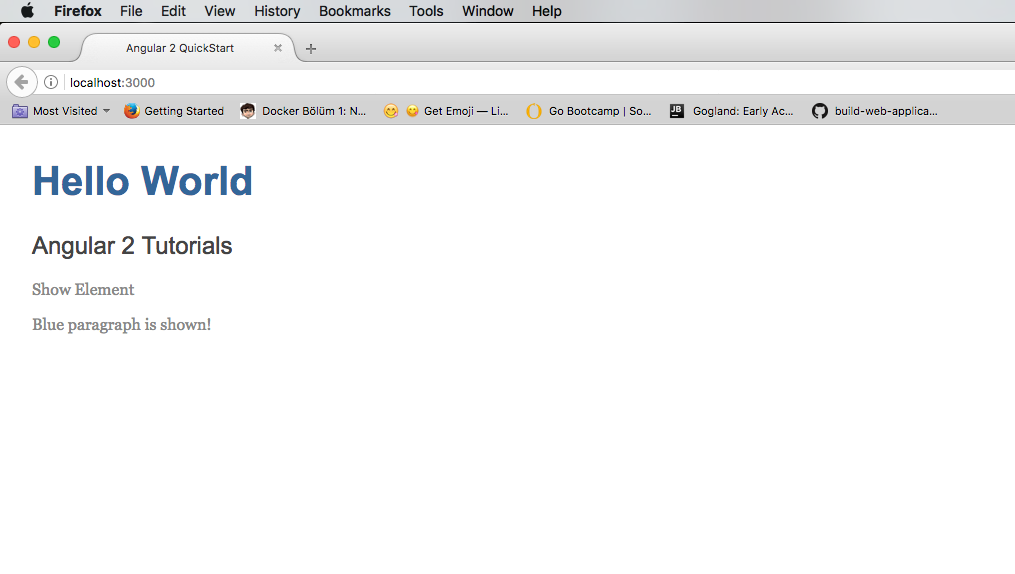 Firefox File Edit View History Bookmarks Tools Window Help
Angular 2 QuickStart
localhost:3000
Most Visited Getting Started Docker Bölüm 1: N... Get Emoji — Li... Go Bootcamp | So... JB Gogland: Early Ac... build-web-applica...
Hello World
Angular 2 Tutorials
Show Element
Blue paragraph is shown!